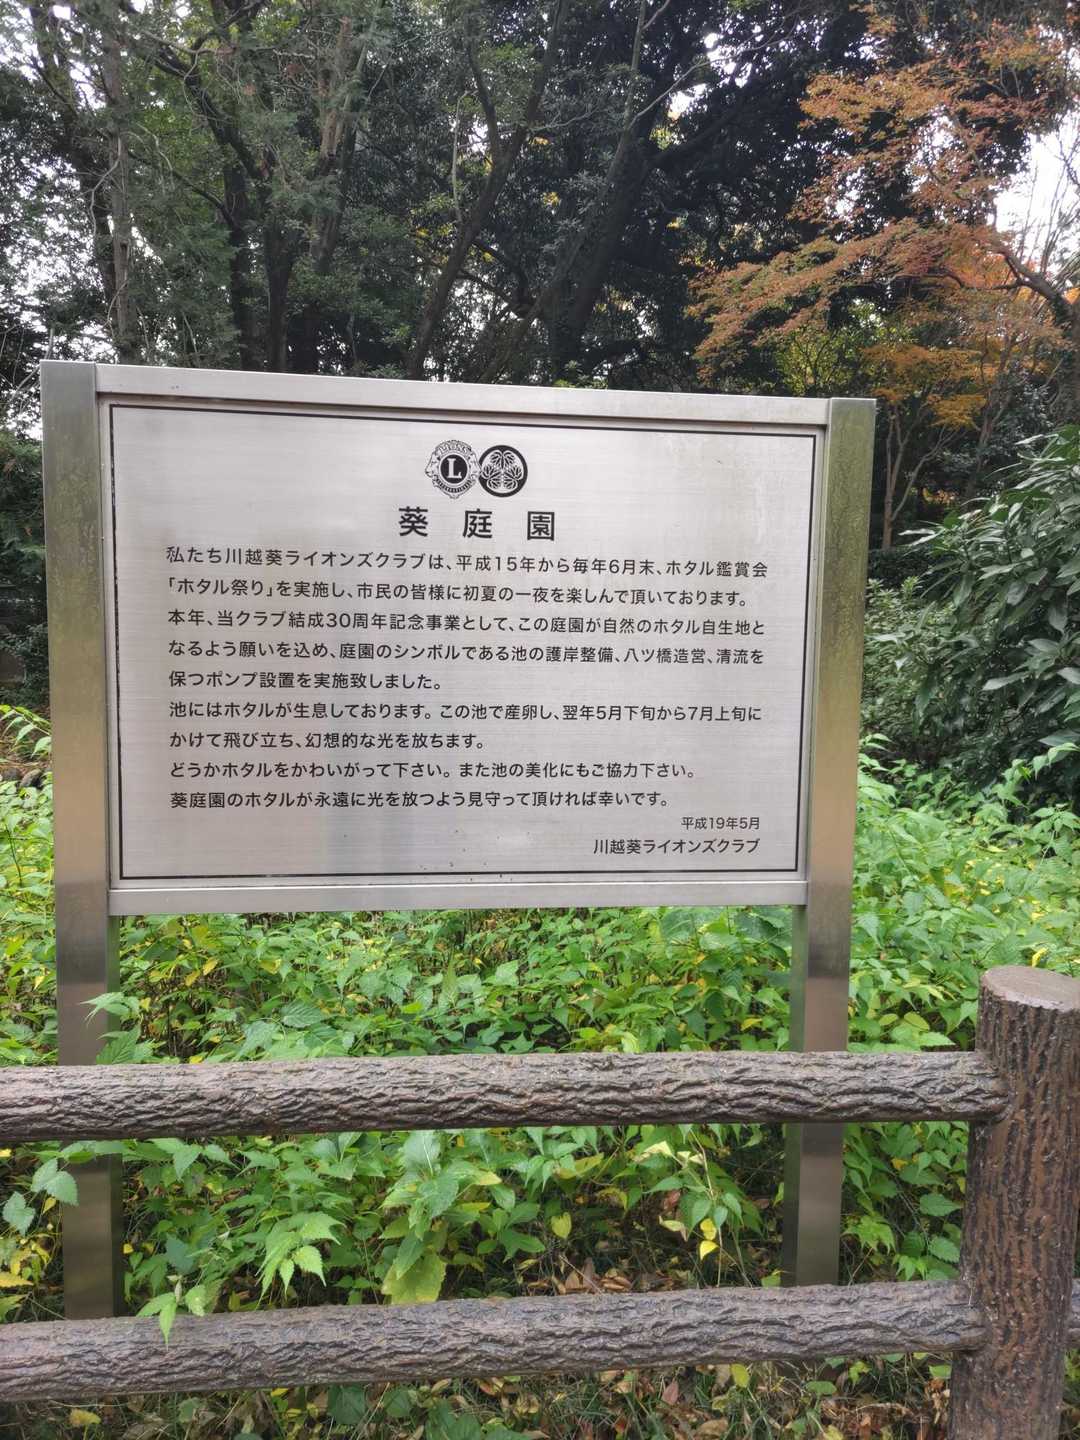 L
葵庭園
私たち川越葵ライオンズクラブは、平成15年から毎年6月末、ホタル鑑賞会
「ホタル祭り」を実施し、市民の皆様に初夏の一夜を楽しんで頂いております。
本年、当クラブ結成30周年記念事業として、この庭園が自然のホタル自生地と
なるよう願いを込め、庭園のシンボルである池の護岸整備、八ツ橋造営、清流を
保つポンプ設置を実施致しました。
池にはホタルが生息しております。この池で産卵し、翌年5月下旬から7月上旬に
かけて飛び立ち、幻想的な光を放ちます。
どうかホタルをかわいがって下さい。また池の美化にもご協力下さい。
葵庭園のホタルが永遠に光を放つよう見守って頂ければ幸いです。
平成19年5月
川越葵ライオンズクラブ